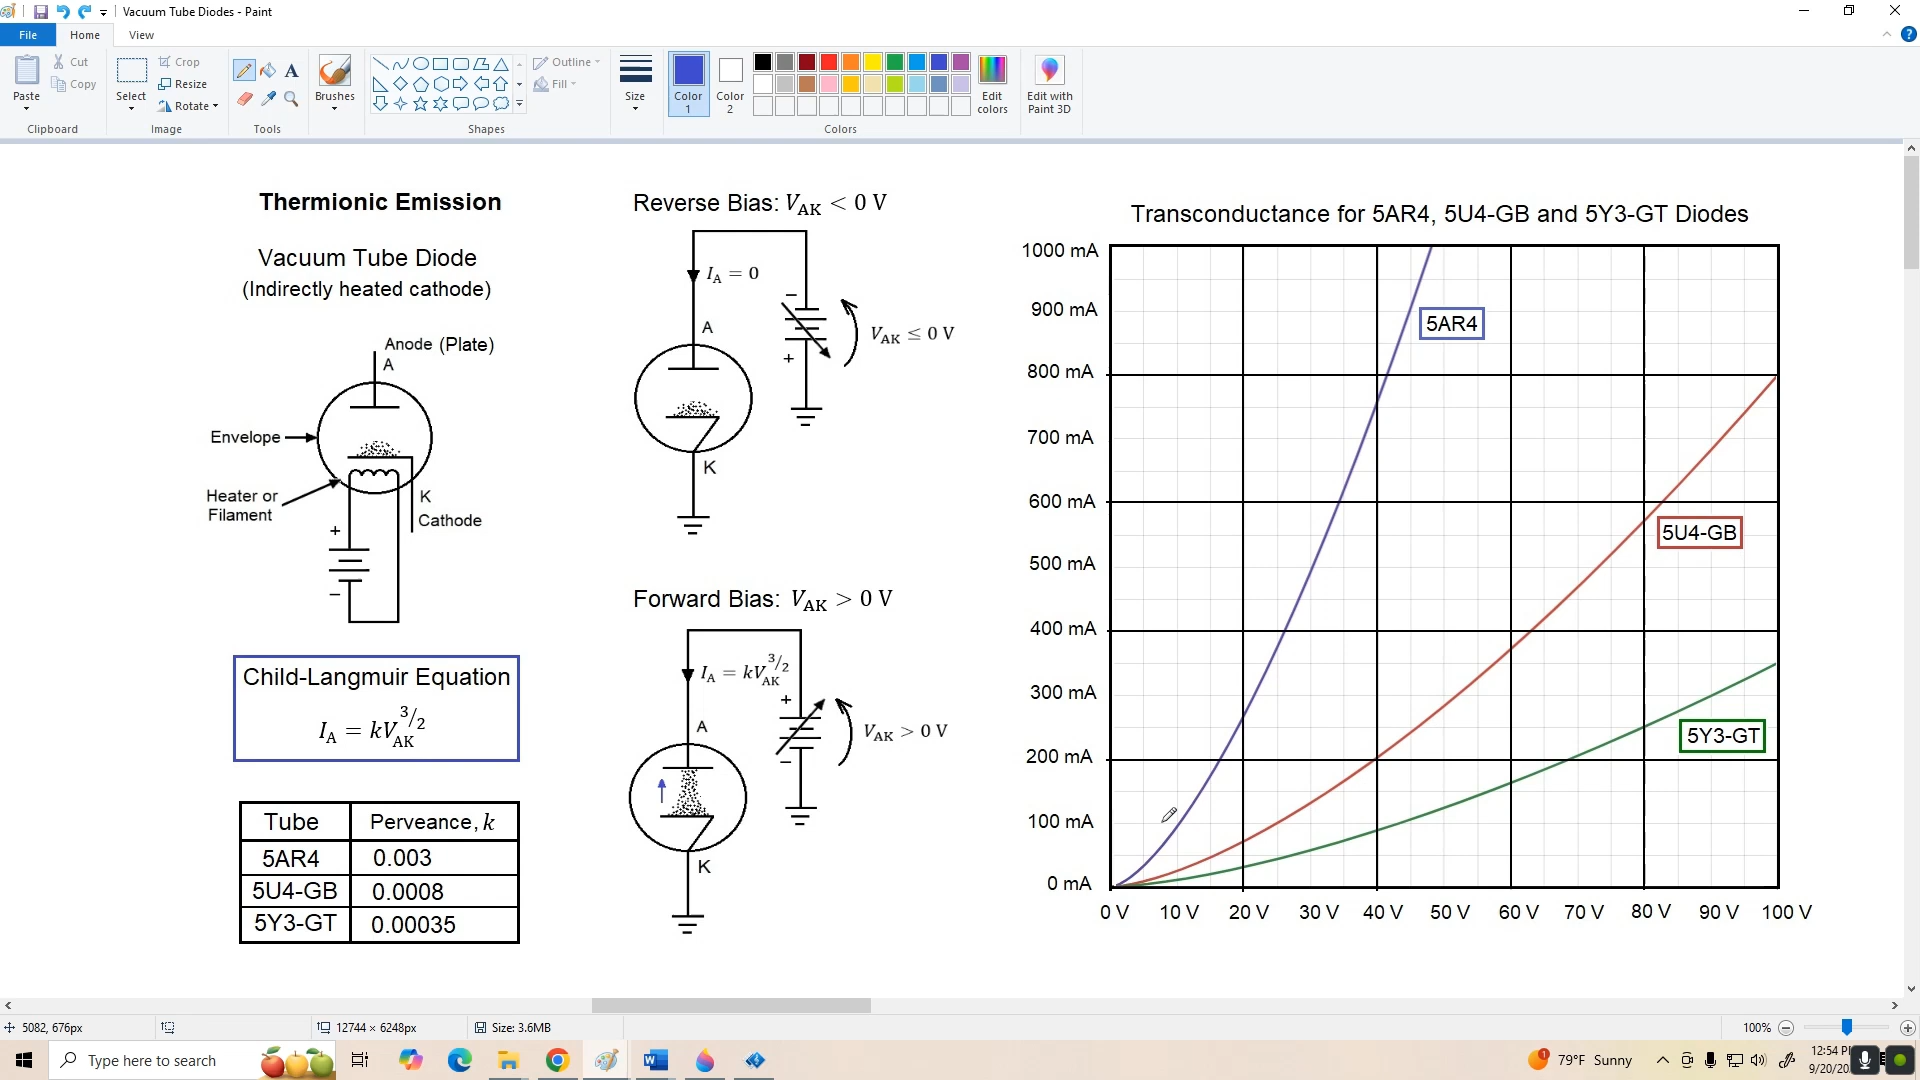 Vacuum Tube Diodes - Paint
File
Home
View
Paste
Cut
Copy
Clipboard
Select
Crop
Resize
Rotate
Image
A
Tools
Brushes
Shapes
Outline
Fill
Size
Color 1
Color 2
Edit colors
Edit with Paint 3D
Colors
Thermionic Emission
Vacuum Tube Diode
(Indirectly heated cathode)
Anode (Plate)
A
Envelope
Heater or
Filament
K
Cathode
+
−
Child-Langmuir Equation
I_A = kV_AK^3/2
Tube Perveance, k
5AR4 0.003
5U4-GB 0.0008
5Y3-GT 0.00035
Reverse Bias: V_AK < 0 V
I_A = 0
−
A
V_AK ≤ 0 V
+
K
Forward Bias: V_AK > 0 V
I_A = kV_AK^3/2
+
A
V_AK > 0 V
−
K
Transconductance for 5AR4, 5U4-GB and 5Y3-GT Diodes
1000 mA
900 mA
800 mA
700 mA
600 mA
500 mA
400 mA
300 mA
200 mA
100 mA
0 mA
5AR4
5U4-GB
5Y3-GT
0 V 10 V 20 V 30 V 40 V 50 V 60 V 70 V 80 V 90 V 100 V
5082, 676px
12744 × 6248px
Size: 3.6MB
100%
Type here to search
79°F Sunny
12:54
9/20/20